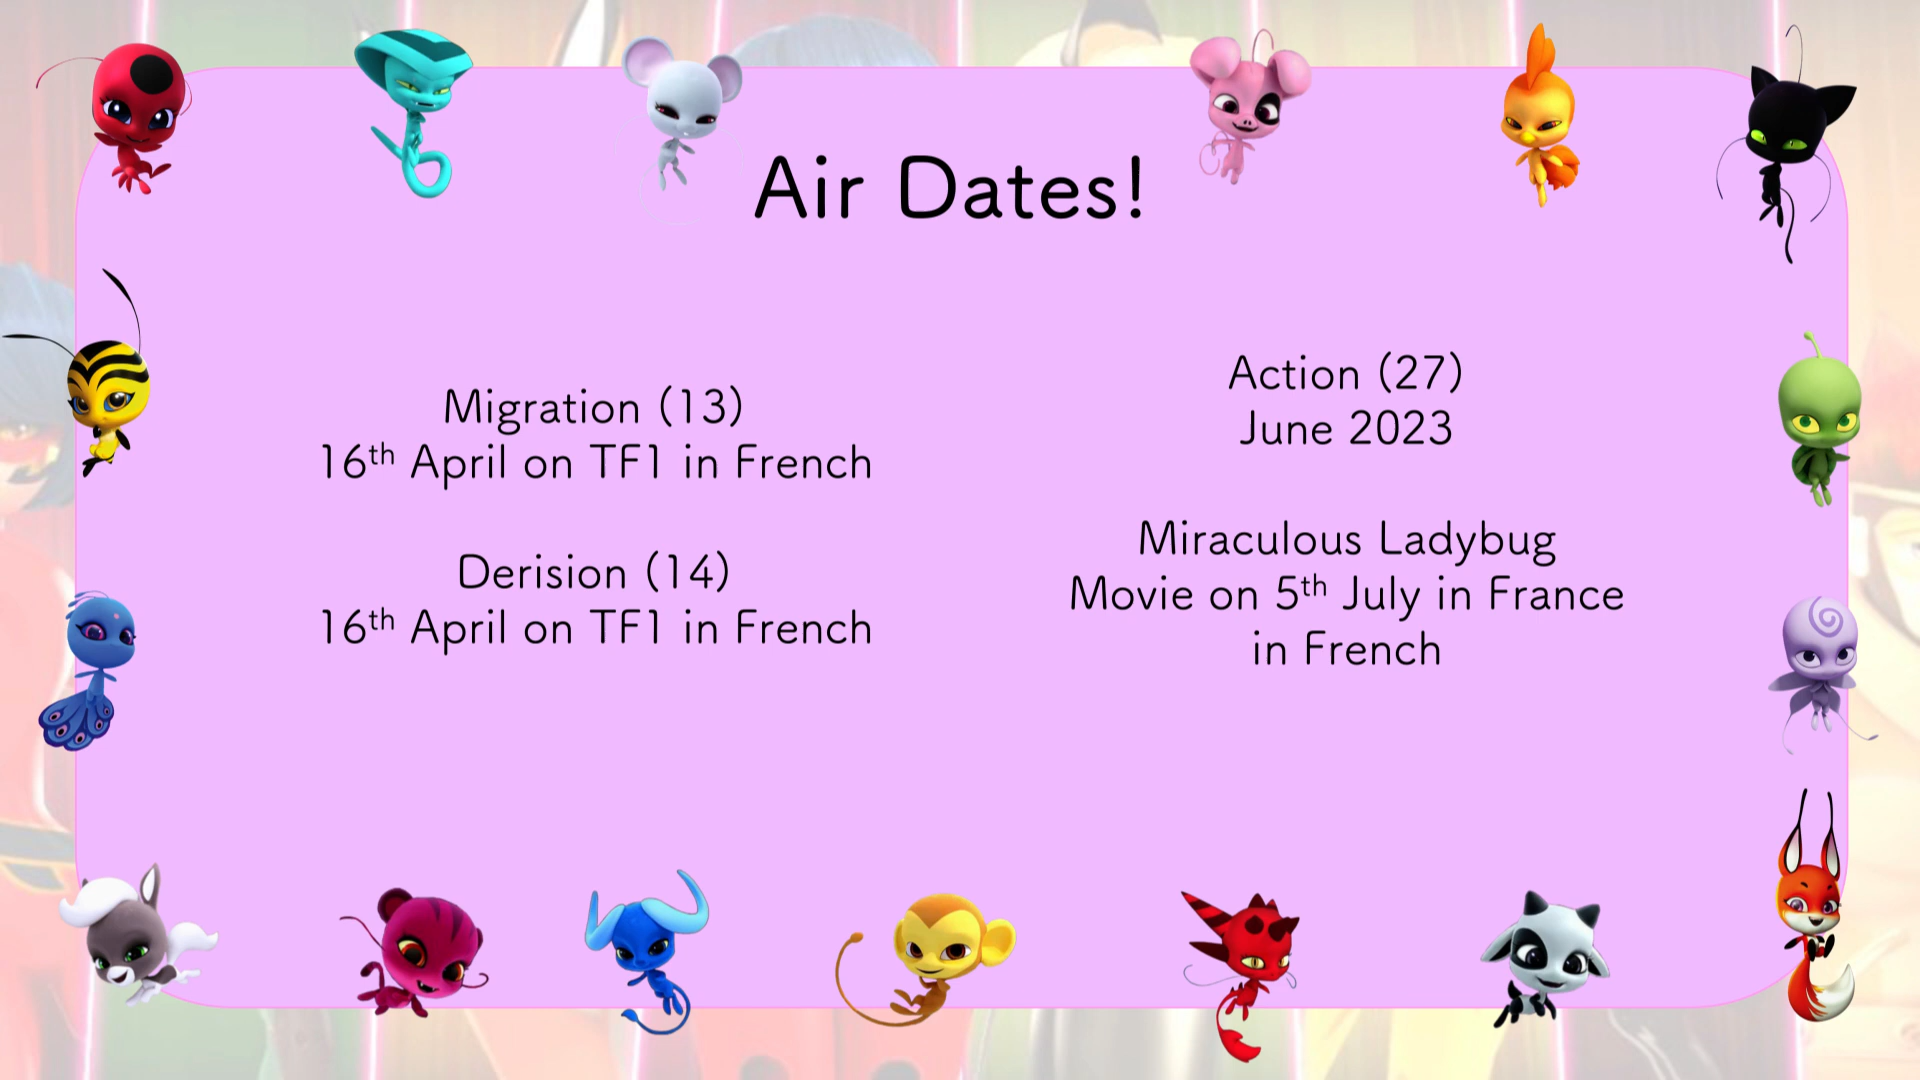 Air Dates!
Migration (13)
16th April on TF1 in French
Derision (14)
16th April on TF1 in French
Action (27)
June 2023
Miraculous Ladybug
Movie on 5th July in France
in French